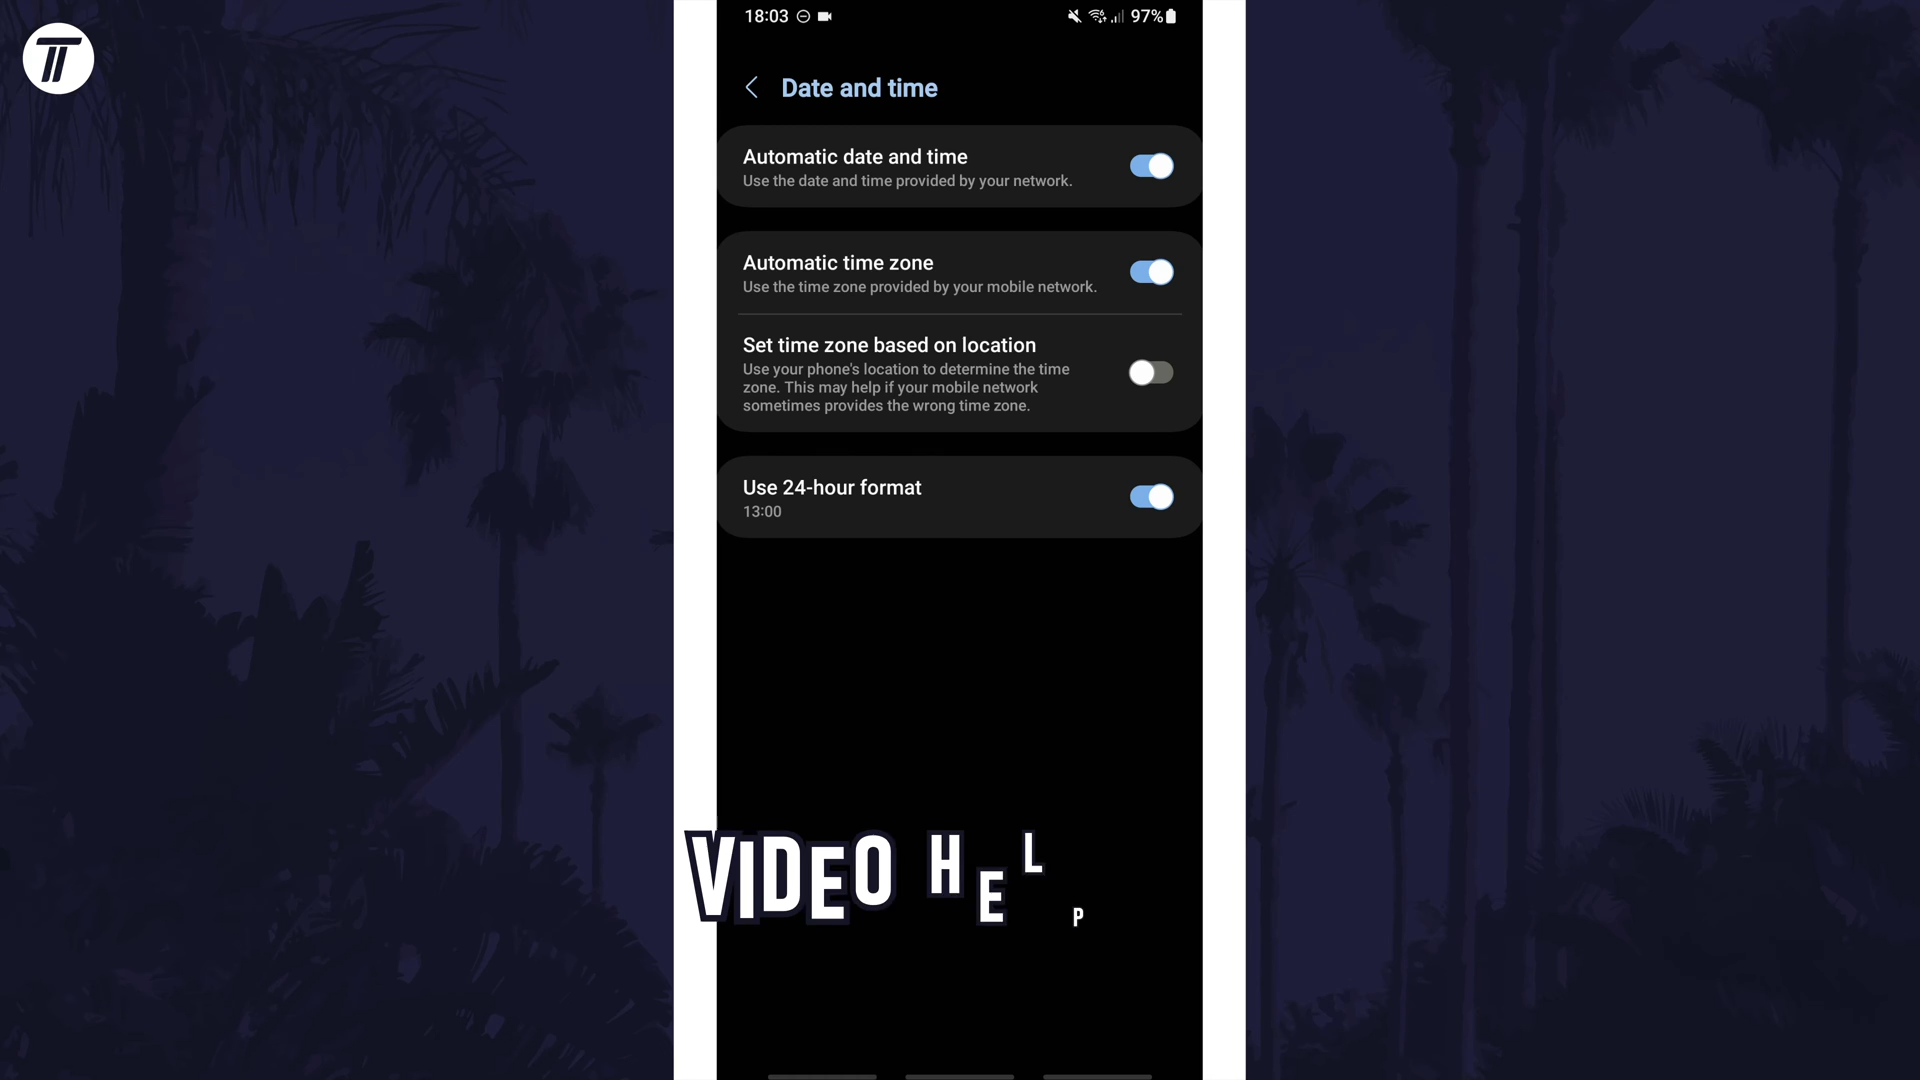 18:03 97%
Date and time
Automatic date and time
Use the date and time provided by your network.
Automatic time zone
Use the time zone provided by your mobile network.
Set time zone based on location
Use your phone's location to determine the time
zone. This may help if your mobile network
sometimes provides the wrong time zone.
Use 24-hour format
13:00
VIDEO HELP